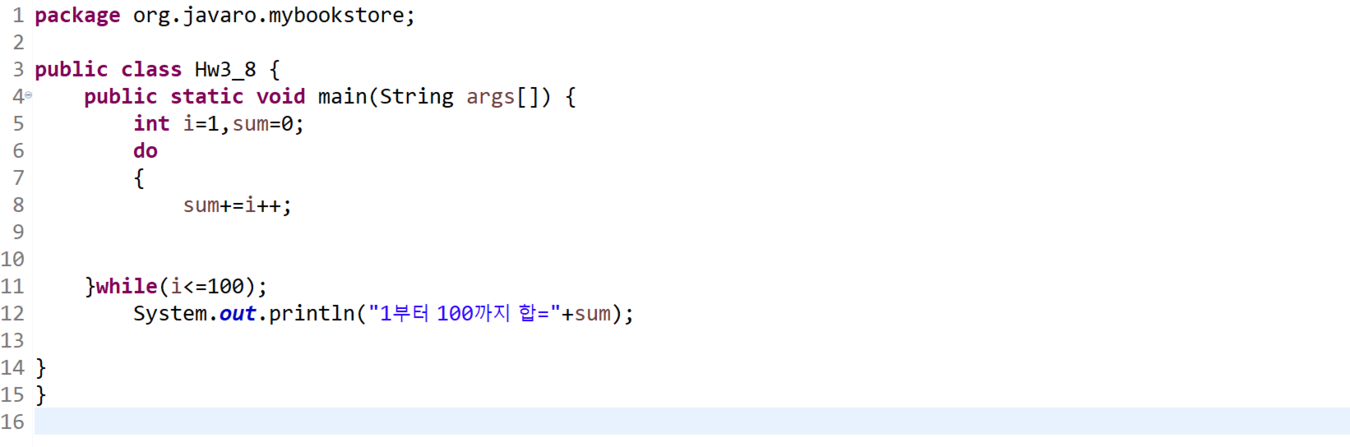 1 package org.javaro.mybookstore;
2
3 public class Hw3_8 {
4 public static void main(String args[]) {
5 int i=1,sum=0;
6 do
7 {
8 sum+=i++;
9
10
11 }while(i<=100);
12 System.out.println("1부터 100까지 합="+sum);
13
14 }
15 }
16